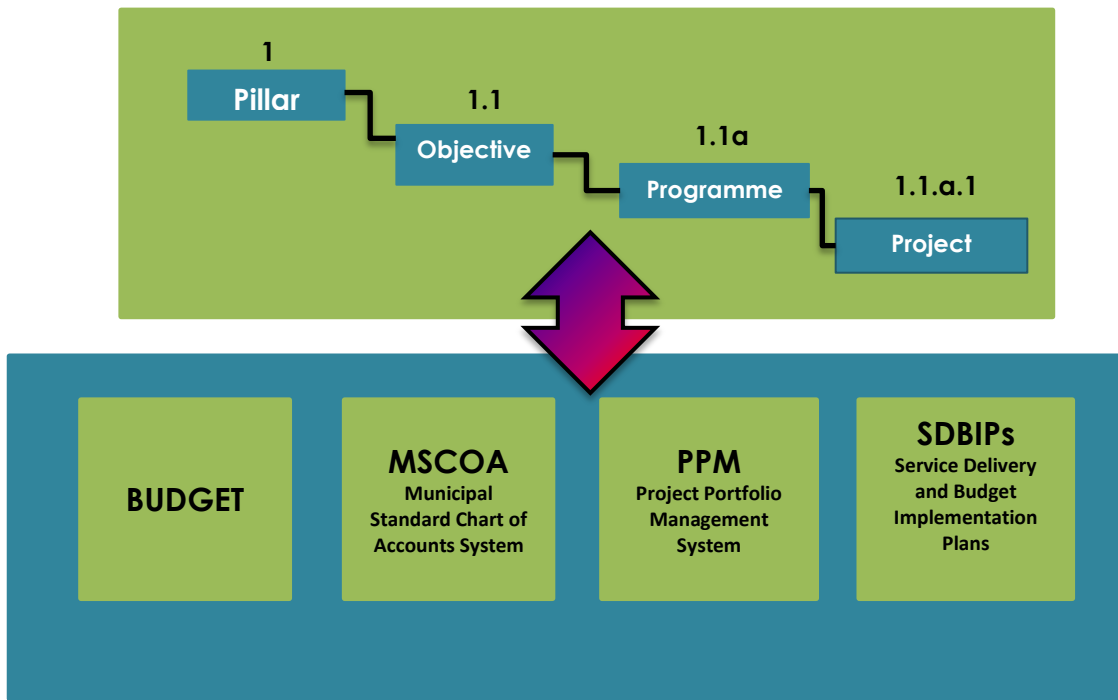 1
Pillar
1.1
Objective
1.1a
Programme
1.1.a.1
Project
BUDGET
MSCOA
Municipal
Standard Chart of
Accounts System
PPM
Project Portfolio
Management
System
SDBIPs
Service Delivery
and Budget
Implementation
Plans